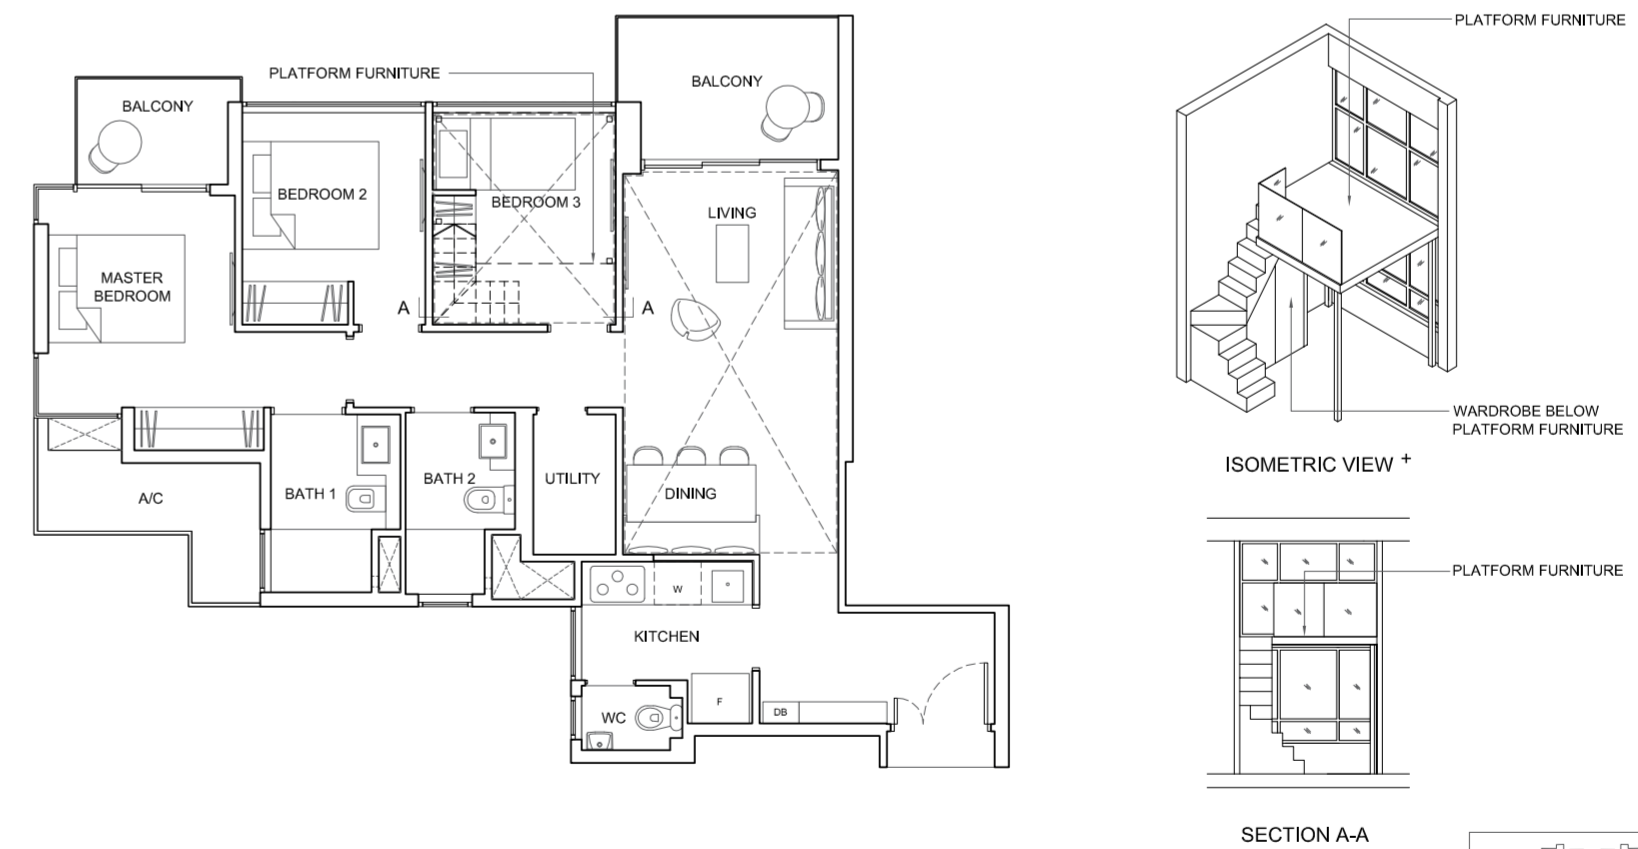 PLATFORM FURNITURE
BALCONY
BALCONY
BEDROOM 2
BEDROOM 3
LIVING
MASTER
BEDROOM
A
A
A/C
BATH 1
BATH 2
UTILITY
DINING
W
KITCHEN
F
WC
DB
PLATFORM FURNITURE
WARDROBE BELOW
PLATFORM FURNITURE
ISOMETRIC VIEW +
PLATFORM FURNITURE
SECTION A-A